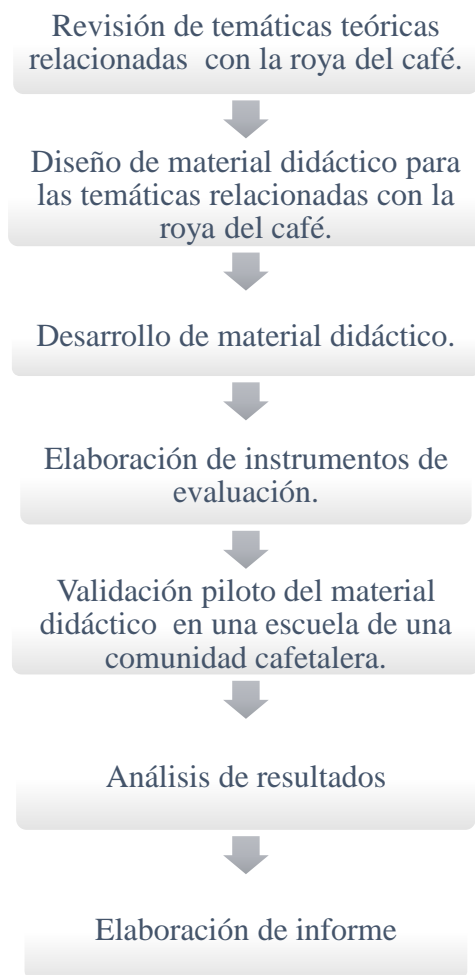 Revisión de temáticas teóricas
relacionadas con la roya del café.
Diseño de material didáctico para
las temáticas relacionadas con la
roya del café.
Desarrollo de material didáctico.
Elaboración de instrumentos de
evaluación.
Validación piloto del material
didáctico en una escuela de una
comunidad cafetalera.
Análisis de resultados
Elaboración de informe